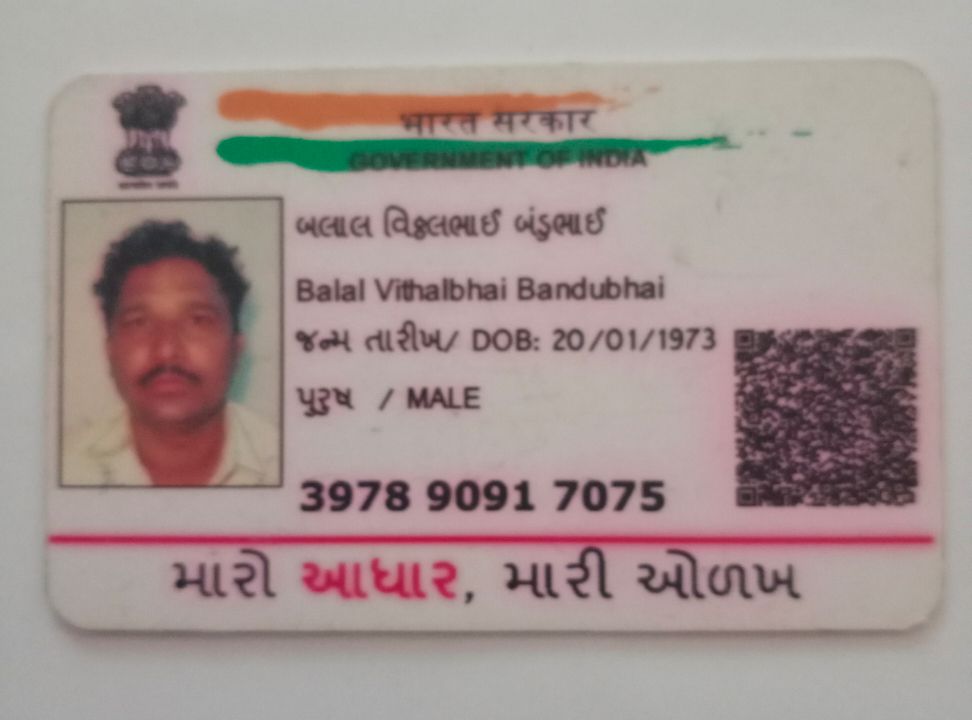 भारत सरकार
GOVERNMENT OF INDIA
બલાલ વિઠ્ઠલભાઈ બંડુભાઈ
Balal Vithalbhai Bandubhai
જન્મ તારીખ/ DOB: 20/01/1973
પુરુષ / MALE
3978 9091 7075
મારો આધાર, મારી ઓળખ